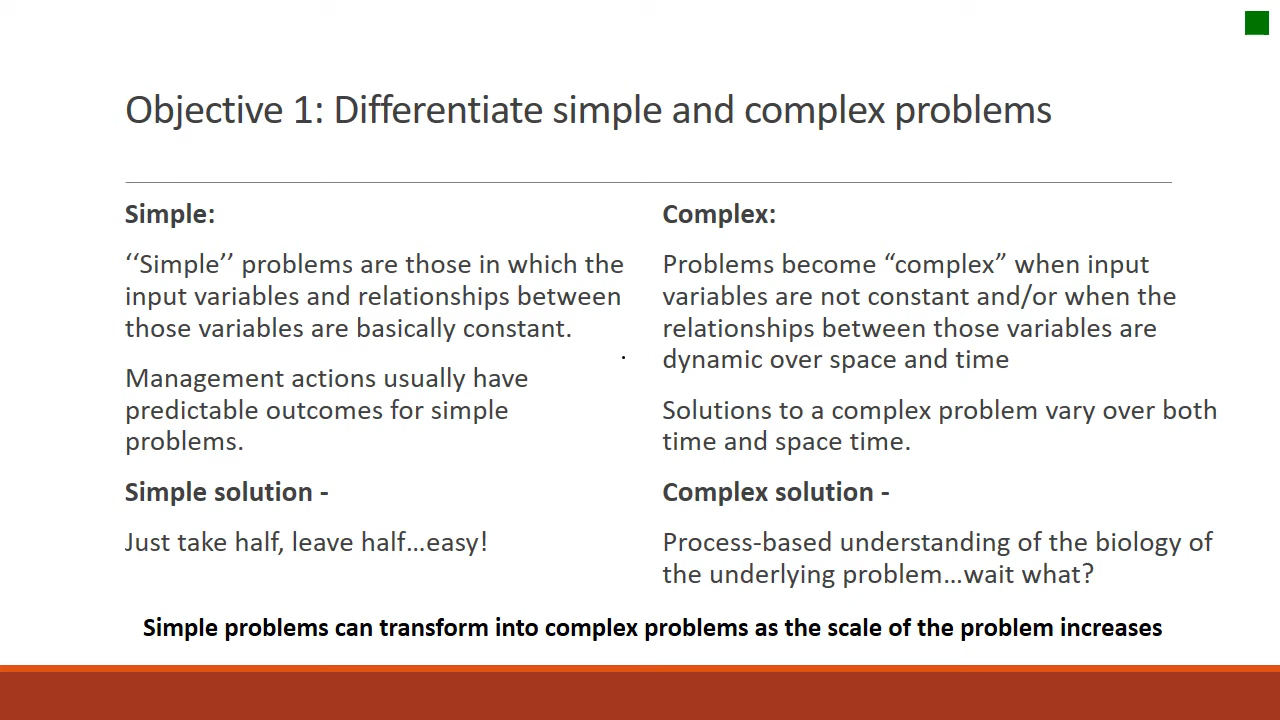 Objective 1: Differentiate simple and complex problems
Simple:
‘‘Simple’’ problems are those in which the
input variables and relationships between
those variables are basically constant.
Management actions usually have
predictable outcomes for simple
problems.
Simple solution -
Just take half, leave half…easy!
Complex:
Problems become “complex” when input
variables are not constant and/or when the
relationships between those variables are
dynamic over space and time
Solutions to a complex problem vary over both
time and space time.
Complex solution -
Process-based understanding of the biology of
the underlying problem…wait what?
Simple problems can transform into complex problems as the scale of the problem increases